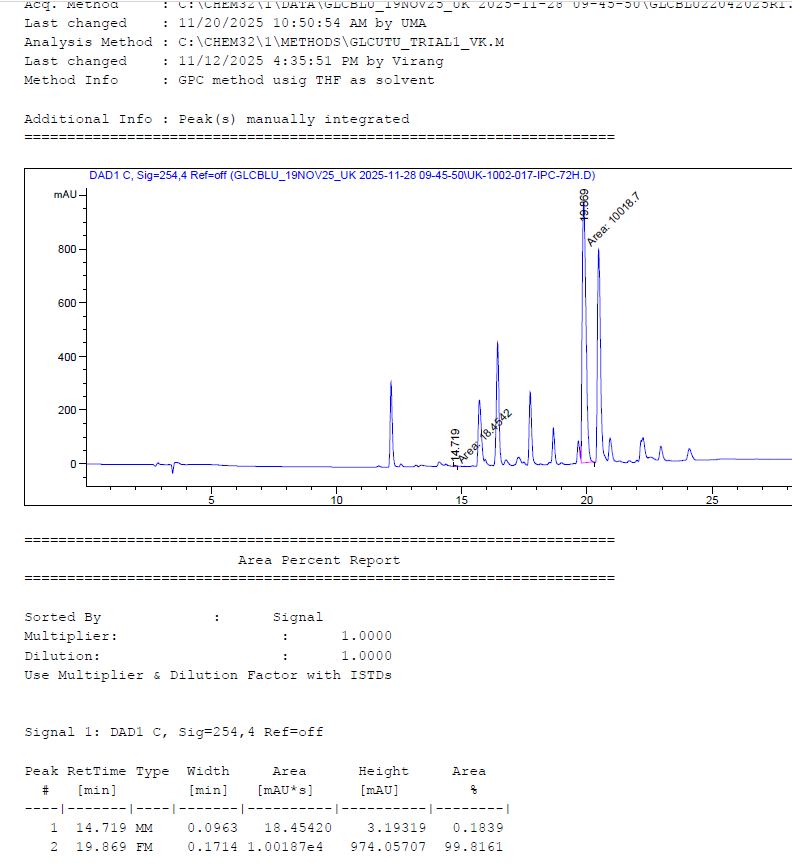 Acq. Method     : C:\CHEM32\1\DATA\GLCBLU_19NOV25_UK 2025-11-28 09-45-50\GLCBLU22042025R1.
Last changed    : 11/20/2025 10:50:54 AM by UMA
Analysis Method : C:\CHEM32\1\METHODS\GLCUTU_TRIAL1_VK.M
Last changed    : 11/12/2025 4:35:51 PM by Virang
Method Info     : GPC method usig THF as solvent
Additional Info : Peak(s) manually integrated
=====================================================================
DAD1 C, Sig=254,4 Ref=off (GLCBLU_19NOV25_UK 2025-11-28 09-45-50\UK-1002-017-IPC-72H.D)
mAU
19.869
Area: 10018.7
800
600
400
200
14.719
Area: 18.4542
0
5 10 15 20 25
=====================================================================
Area Percent Report
=====================================================================
Sorted By : Signal
Multiplier: : 1.0000
Dilution: : 1.0000
Use Multiplier & Dilution Factor with ISTDs
Signal 1: DAD1 C, Sig=254,4 Ref=off
Peak RetTime Type Width Area Height Area
# [min] [min] [mAU*s] [mAU] %
----|-------|----|-------|----------|----------|--------|
1 14.719 MM 0.0963 18.45420 3.19319 0.1839
2 19.869 FM 0.1714 1.00187e4 974.05707 99.8161